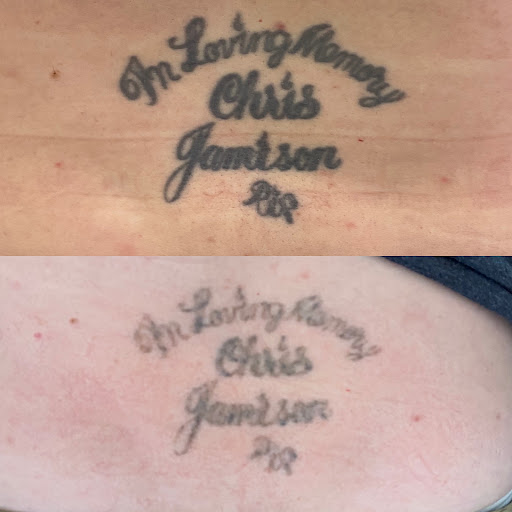 In Loving Memory
Chris
Jamison
RIP
In Loving Memory
Chris
Jamison
RIP